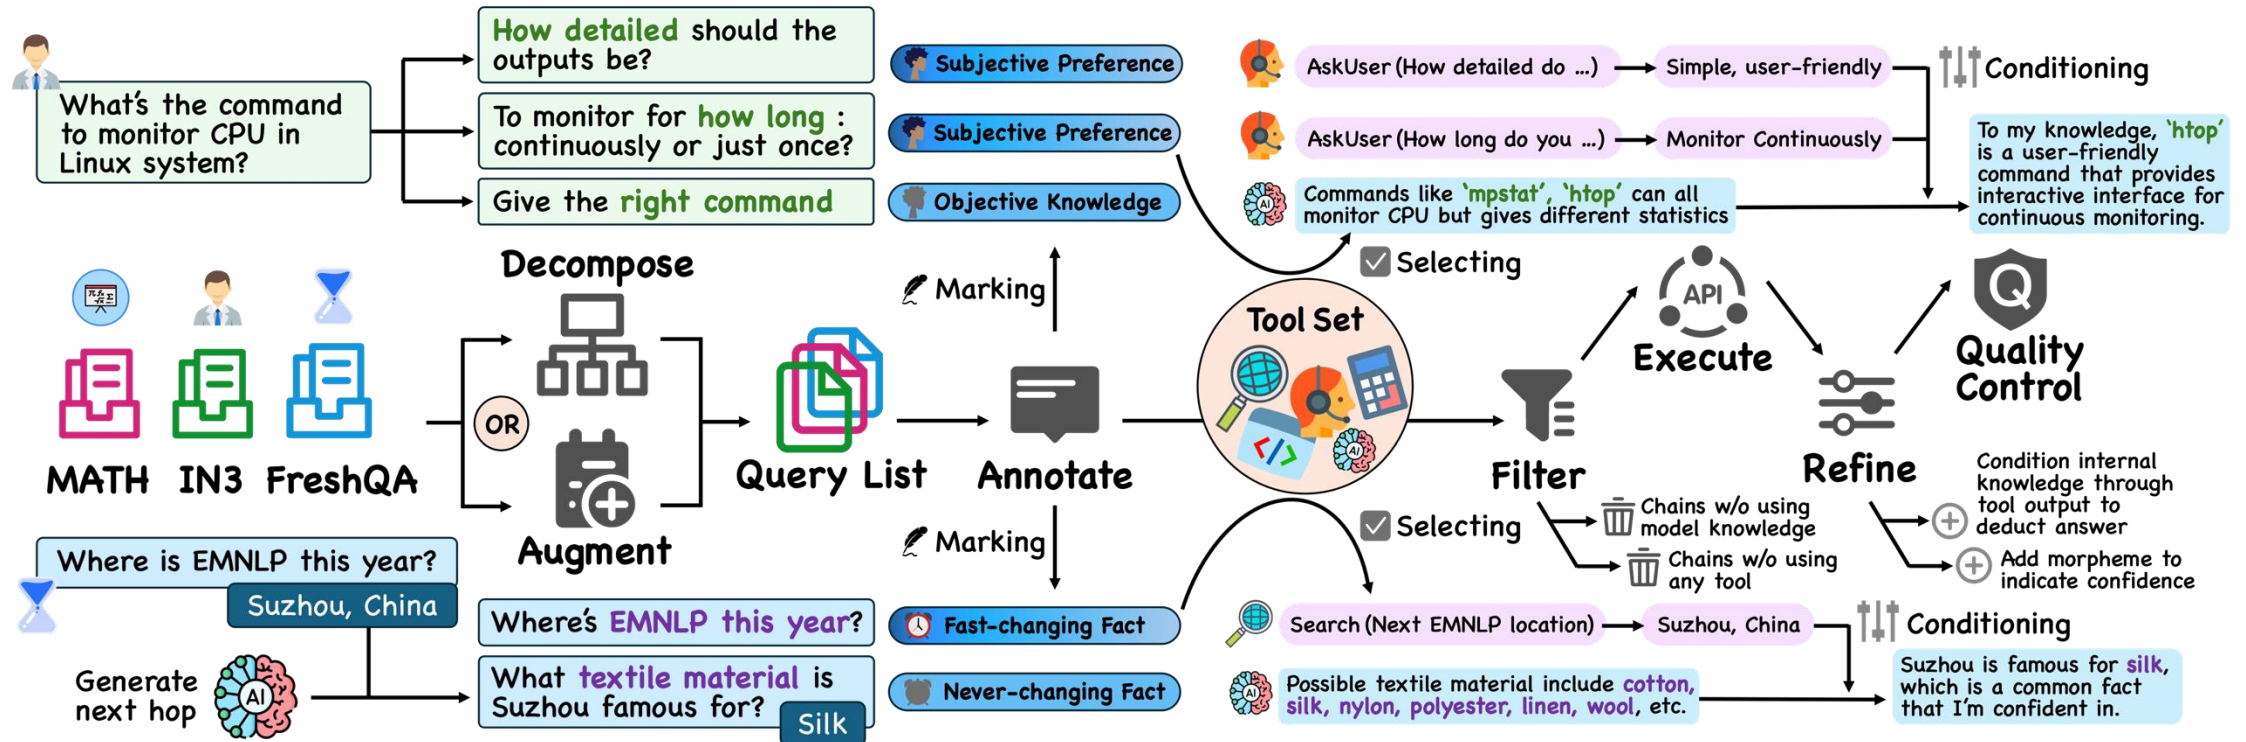 What's the command
to monitor CPU in
Linux system?
How detailed should the
outputs be?
To monitor for how long :
continuously or just once?
Give the right command
Subjective Preference
Subjective Preference
Objective Knowledge
AskUser (How detailed do ...)
Simple, user-friendly
Conditioning
AskUser (How long do you ...)
Monitor Continuously
Commands like 'mpstat', 'htop' can all
monitor CPU but gives different statistics
To my knowledge, 'htop'
is a user-friendly
command that provides
interactive interface for
continuous monitoring.
Decompose
Marking
Selecting
Tool Set
API
Execute
Q
Quality
Control
OR
MATH
IN3
FreshQA
Augment
Query List
Annotate
AI
Filter
Refine
Marking
Selecting
Chains w/o using
model knowledge
Chains w/o using
any tool
Condition internal
knowledge through
tool output to
deduct answer
Add morpheme to
indicate confidence
Where is EMNLP this year?
Suzhou, China
Generate
next hop
AI
Where's EMNLP this year?
What textile material is
Suzhou famous for?
Silk
Fast-changing Fact
Never-changing Fact
Search (Next EMNLP location)
Suzhou, China
Conditioning
AI
Possible textile material include cotton,
silk, nylon, polyester, linen, wool, etc.
Suzhou is famous for silk,
which is a common fact
that I'm confident in.